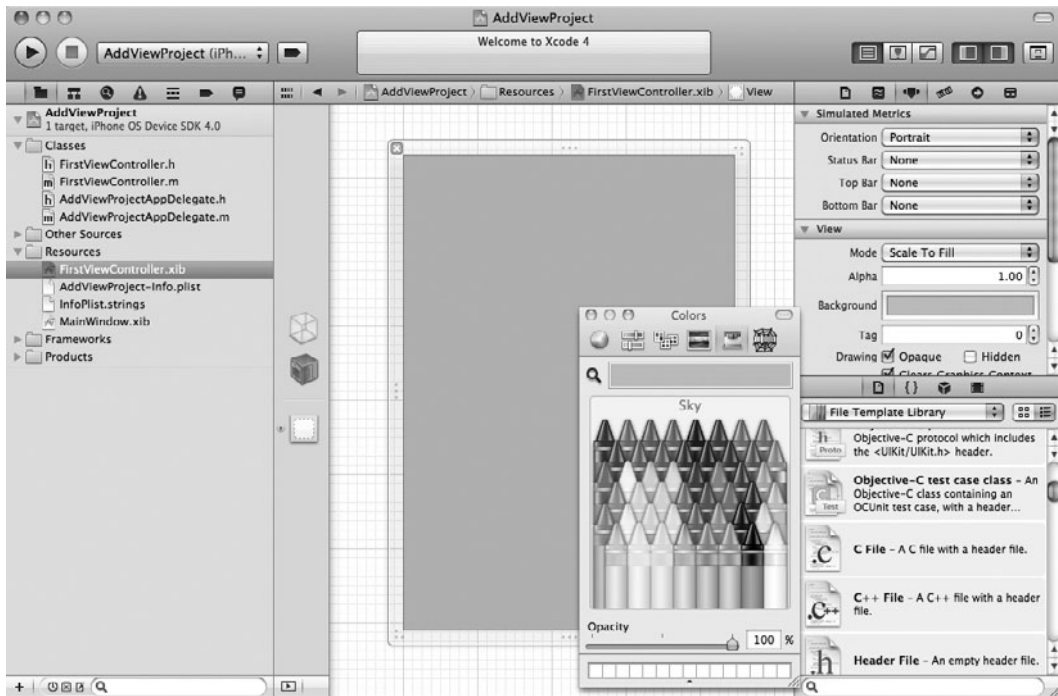 AddViewProject
AddViewProject (iPh...
Welcome to Xcode 4
AddViewProject
1 target, iPhone OS Device SDK 4.0
Classes
FirstViewController.h
FirstViewController.m
AddViewProjectAppDelegate.h
AddViewProjectAppDelegate.m
Other Sources
Resources
FirstViewController.xib
AddViewProject-Info.plist
InfoPlist.strings
MainWindow.xib
Frameworks
Products
AddViewProject
Resources
FirstViewController.xib
View
Colors
Sky
Opacity
100 %
Simulated Metrics
Orientation Portrait
Status Bar None
Top Bar None
Bottom Bar None
View
Mode Scale To Fill
Alpha 1.00
Background
Tag 0
Drawing Opaque Hidden
Clears Graphics Context
File Template Library
h
Proto
Objective-C protocol which includes
the <UIKit/UIKit.h> header.
Test
Objective-C test case class – An
Objective-C class containing an
OCUnit test case, with a header...
.c
C File – A C file with a header file.
.C++
C++ File – A C++ file with a header
file.
.h
Header File – An empty header file.